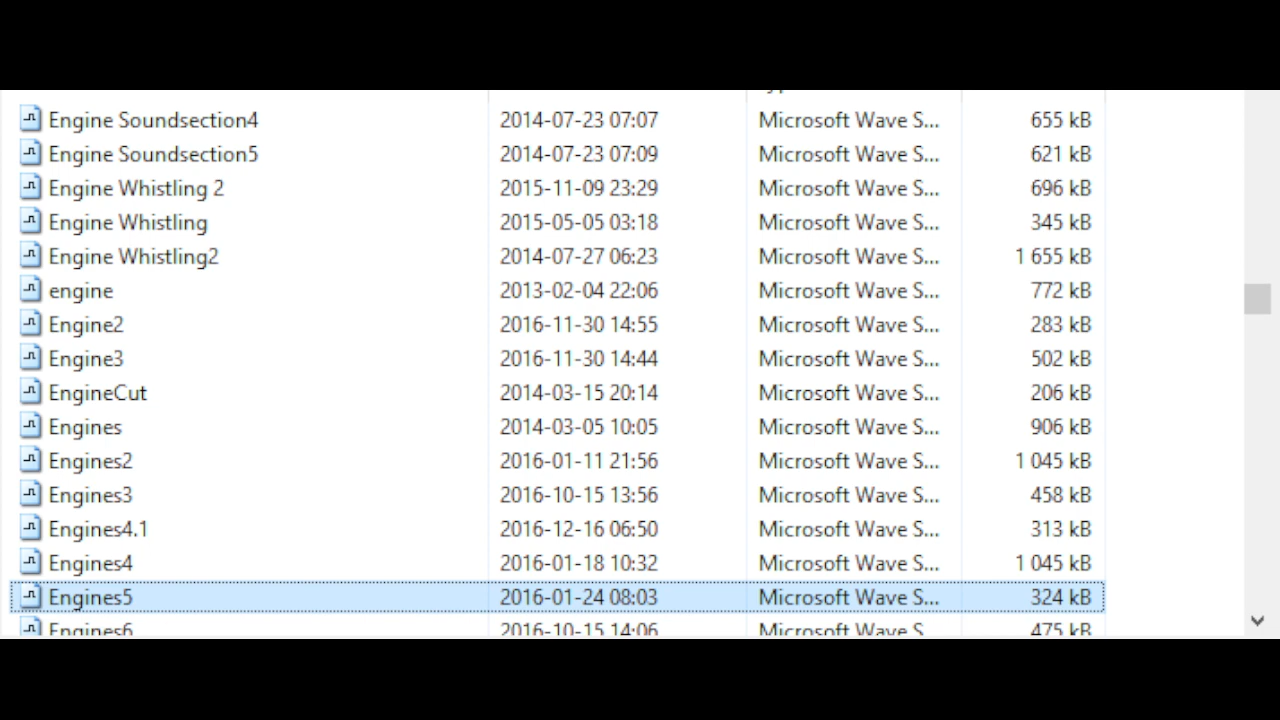 Engine Soundsection4 2014-07-23 07:07 Microsoft Wave S... 655 kB
Engine Soundsection5 2014-07-23 07:09 Microsoft Wave S... 621 kB
Engine Whistling 2 2015-11-09 23:29 Microsoft Wave S... 696 kB
Engine Whistling 2015-05-05 03:18 Microsoft Wave S... 345 kB
Engine Whistling2 2014-07-27 06:23 Microsoft Wave S... 1 655 kB
engine 2013-02-04 22:06 Microsoft Wave S... 772 kB
Engine2 2016-11-30 14:55 Microsoft Wave S... 283 kB
Engine3 2016-11-30 14:44 Microsoft Wave S... 502 kB
EngineCut 2014-03-15 20:14 Microsoft Wave S... 206 kB
Engines 2014-03-05 10:05 Microsoft Wave S... 906 kB
Engines2 2016-01-11 21:56 Microsoft Wave S... 1 045 kB
Engines3 2016-10-15 13:56 Microsoft Wave S... 458 kB
Engines4.1 2016-12-16 06:50 Microsoft Wave S... 313 kB
Engines4 2016-01-18 10:32 Microsoft Wave S... 1 045 kB
Engines5 2016-01-24 08:03 Microsoft Wave S... 324 kB
Engines6 2016-10-15 14:06 Microsoft Wave S 475 kB